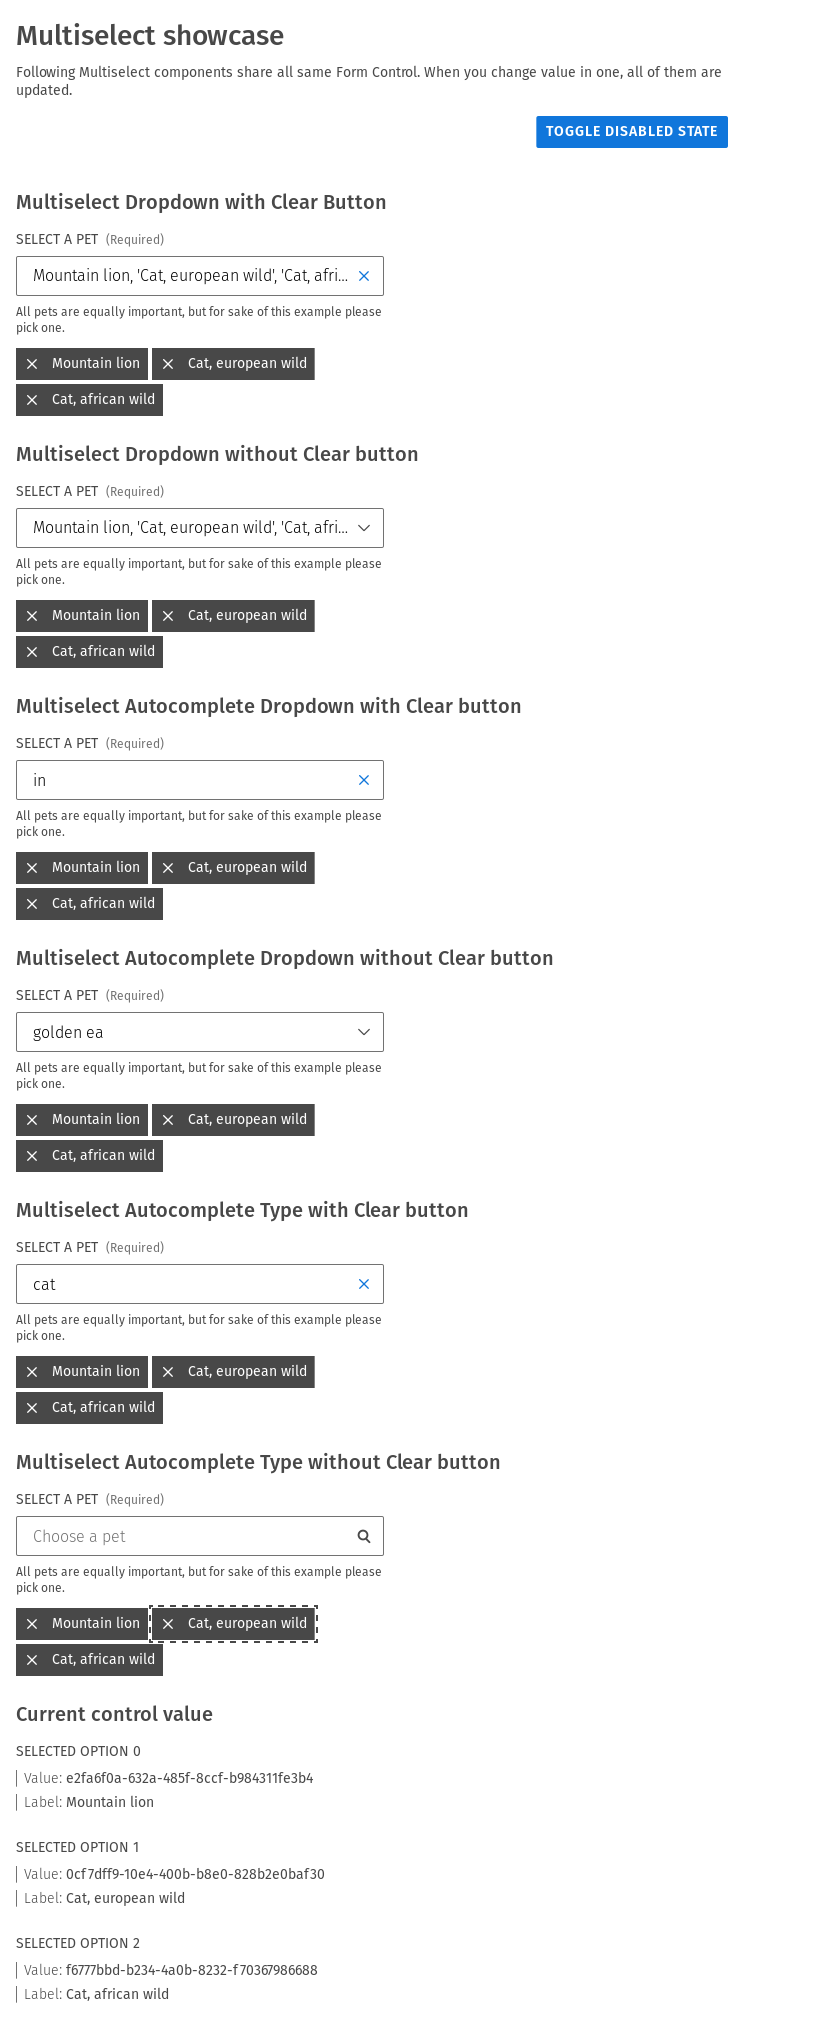 Multiselect showcase
Following Multiselect components share all same Form Control. When you change value in one, all of them are
updated.
TOGGLE DISABLED STATE
Multiselect Dropdown with Clear Button
SELECT A PET (Required)
Mountain lion, 'Cat, european wild', 'Cat, afri...
All pets are equally important, but for sake of this example please
pick one.
Mountain lion Cat, european wild
Cat, african wild
Multiselect Dropdown without Clear button
SELECT A PET (Required)
Mountain lion, 'Cat, european wild', 'Cat, afri...
All pets are equally important, but for sake of this example please
pick one.
Mountain lion Cat, european wild
Cat, african wild
Multiselect Autocomplete Dropdown with Clear button
SELECT A PET (Required)
in
All pets are equally important, but for sake of this example please
pick one.
Mountain lion Cat, european wild
Cat, african wild
Multiselect Autocomplete Dropdown without Clear button
SELECT A PET (Required)
golden ea
All pets are equally important, but for sake of this example please
pick one.
Mountain lion Cat, european wild
Cat, african wild
Multiselect Autocomplete Type with Clear button
SELECT A PET (Required)
cat
All pets are equally important, but for sake of this example please
pick one.
Mountain lion Cat, european wild
Cat, african wild
Multiselect Autocomplete Type without Clear button
SELECT A PET (Required)
Choose a pet
All pets are equally important, but for sake of this example please
pick one.
Mountain lion Cat, european wild
Cat, african wild
Current control value
SELECTED OPTION 0
Value: e2fa6f0a-632a-485f-8ccf-b984311fe3b4
Label: Mountain lion
SELECTED OPTION 1
Value: 0cf7dff9-10e4-400b-b8e0-828b2e0baf30
Label: Cat, european wild
SELECTED OPTION 2
Value: f6777bbd-b234-4a0b-8232-f70367986688
Label: Cat, african wild